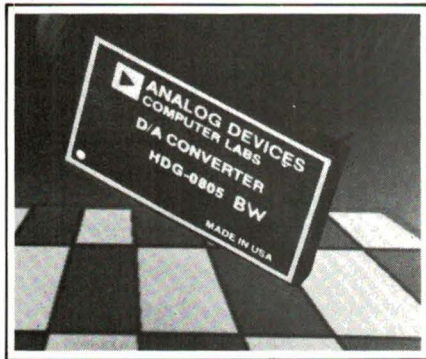 ANALOG DEVICES
COMPUTER LABS
D/A CONVERTER
HDG-0805 BW
MADE IN USA